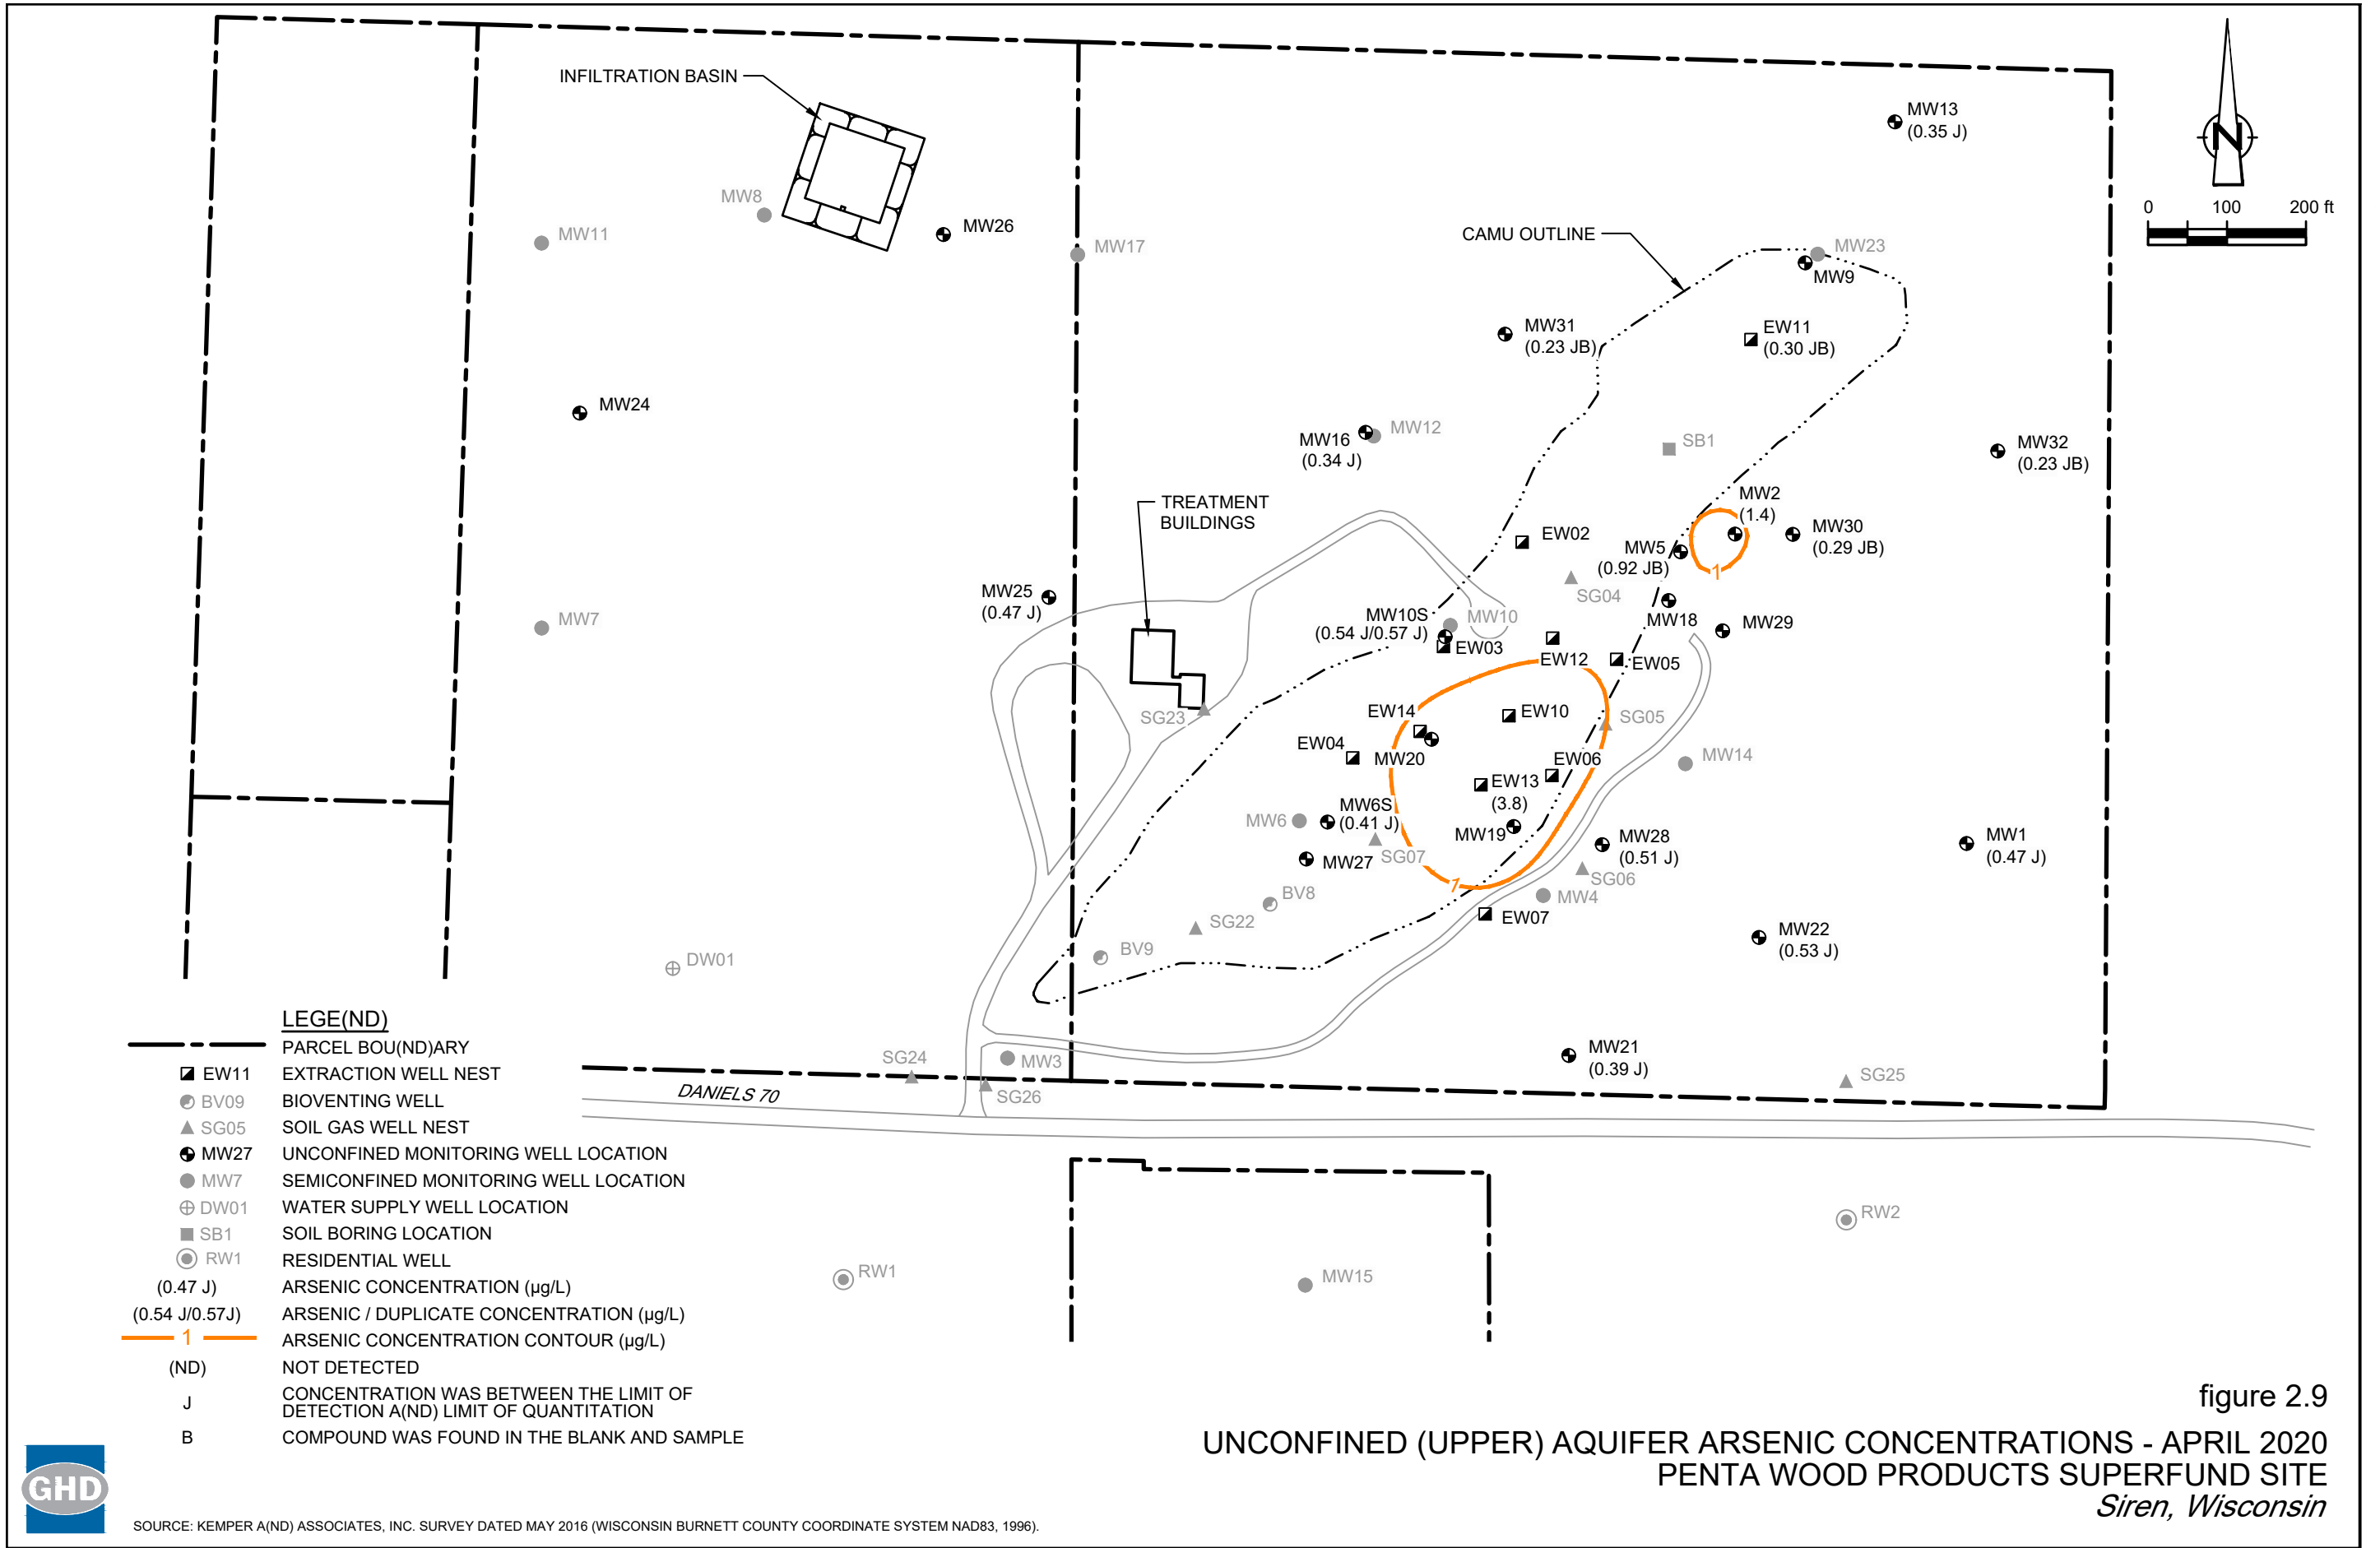 INFILTRATION BASIN
MW13
(0.35 J)
N
0 100 200 ft
MW8
MW11
MW26
MW17
CAMU OUTLINE
MW23
MW9
MW31
(0.23 JB)
EW11
(0.30 JB)
MW24
MW16
(0.34 J)
MW12
SB1
MW32
(0.23 JB)
TREATMENT
BUILDINGS
MW2
(1.4)
EW02
MW30
(0.29 JB)
MW5
(0.92 JB)
1
MW25
(0.47 J)
SG04
MW7
MW10S
(0.54 J/0.57 J)
MW10
MW18
MW29
EW03
EW12
EW05
SG23
EW14
EW10
SG05
EW04
MW20
EW06
MW14
EW13
(3.8)
MW6
MW6S
(0.41 J)
MW19
MW28
(0.51 J)
MW1
(0.47 J)
SG07
MW27
SG06
1
BV8
MW4
SG22
EW07
MW22
(0.53 J)
BV9
DW01
MW21
(0.39 J)
SG24
MW3
SG25
SG26
DANIELS 70
RW2
RW1
MW15
LEGE(ND)
PARCEL BOU(ND)ARY
EW11 EXTRACTION WELL NEST
BV09 BIOVENTING WELL
SG05 SOIL GAS WELL NEST
MW27 UNCONFINED MONITORING WELL LOCATION
MW7 SEMICONFINED MONITORING WELL LOCATION
DW01 WATER SUPPLY WELL LOCATION
SB1 SOIL BORING LOCATION
RW1 RESIDENTIAL WELL
(0.47 J) ARSENIC CONCENTRATION (µg/L)
(0.54 J/0.57J) ARSENIC / DUPLICATE CONCENTRATION (µg/L)
1 ARSENIC CONCENTRATION CONTOUR (µg/L)
(ND) NOT DETECTED
J CONCENTRATION WAS BETWEEN THE LIMIT OF
DETECTION A(ND) LIMIT OF QUANTITATION
B COMPOUND WAS FOUND IN THE BLANK AND SAMPLE
figure 2.9
UNCONFINED (UPPER) AQUIFER ARSENIC CONCENTRATIONS - APRIL 2020
PENTA WOOD PRODUCTS SUPERFUND SITE
Siren, Wisconsin
GHD
SOURCE: KEMPER A(ND) ASSOCIATES, INC. SURVEY DATED MAY 2016 (WISCONSIN BURNETT COUNTY COORDINATE SYSTEM NAD83, 1996).